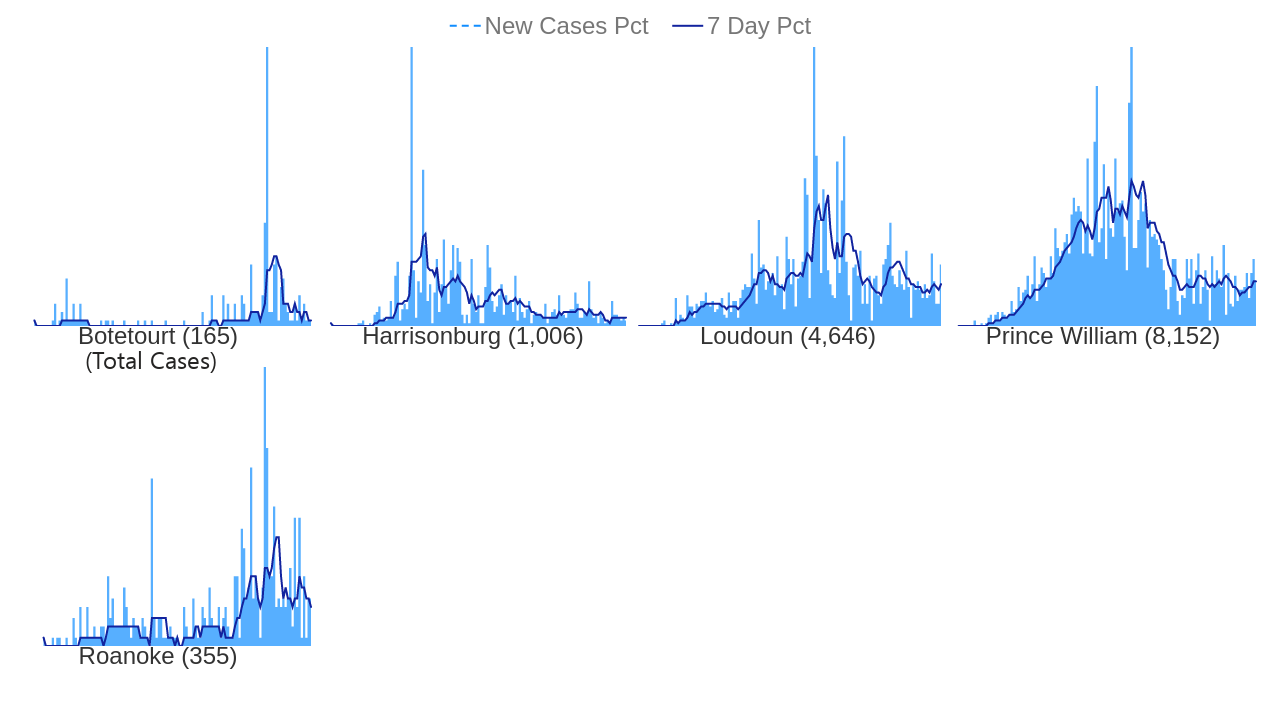 New Cases Pct 7 Day Pct
Botetourt (165) Harrisonburg (1,006) Loudoun (4,646) Prince William (8,152)
(Total Cases)
Roanoke (355)